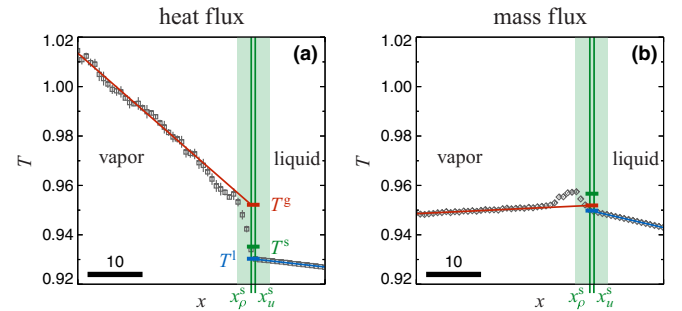 heat flux
mass flux
1.02
1.00
0.98
0.96
0.94
0.92
T
(a)
vapor
liquid
T^g
T^s
T^l
10
x
x_ρ^s
x_u^s
1.02
1.00
0.98
0.96
0.94
0.92
T
(b)
vapor
liquid
10
x
x_ρ^s
x_u^s